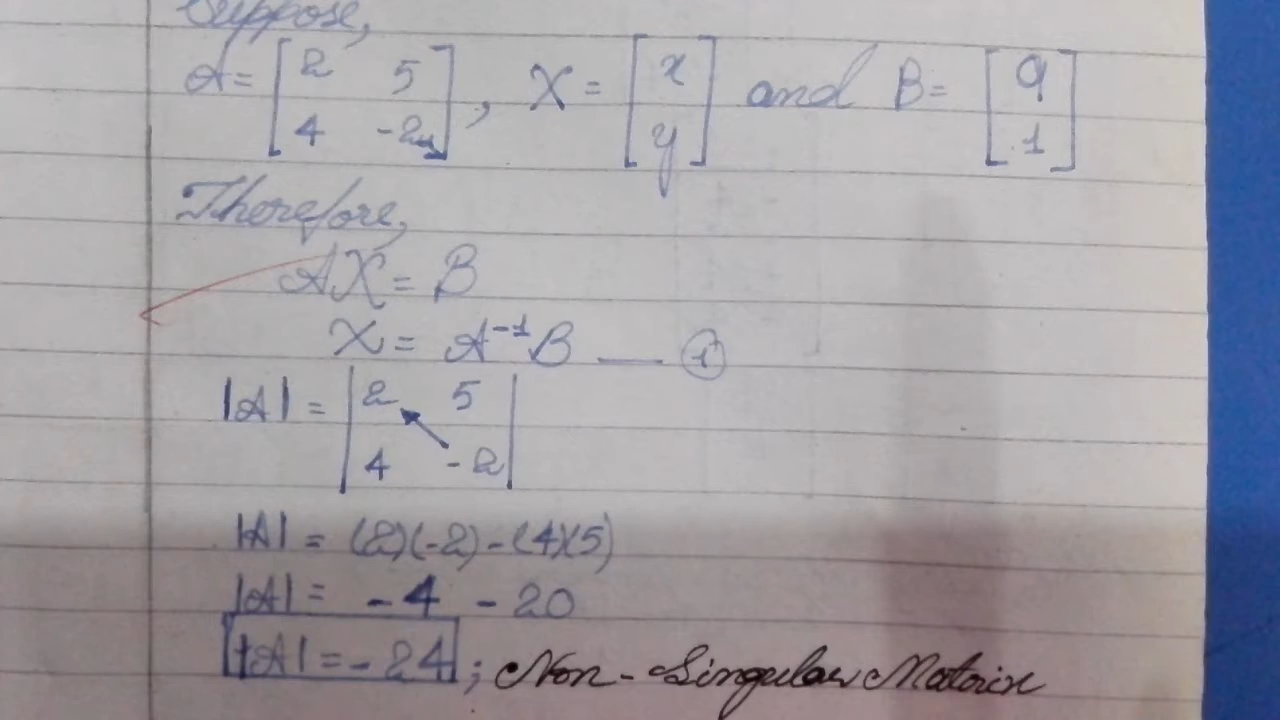 Suppose,
A = [2 5; 4 -2], X = [x; y] and B = [9; 1]
Therefore,
AX = B
X = A⁻¹B — ①
|A| = |2 5; 4 -2|
|A| = (2)(-2) - (4)(5)
|A| = -4 - 20
|A| = -24 ; Non-Singular Matrix